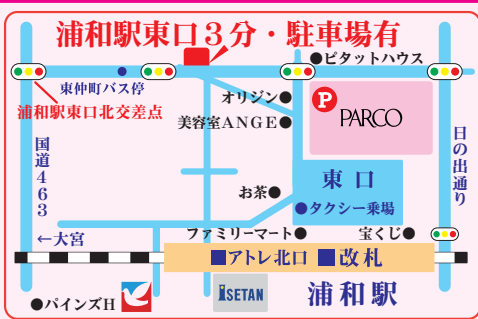 浦和駅東口３分・駐車場有
●ピタットハウス
東仲町バス停
浦和駅東口北交差点
オリジン●
美容室ANGE●
P
PARCO
国道463
日の出通り
東口
●タクシー乗場
お茶●
←大宮
ファミリーマート●
宝くじ●
■アトレ北口 ■改札
●パインズH
ISETAN
浦和駅